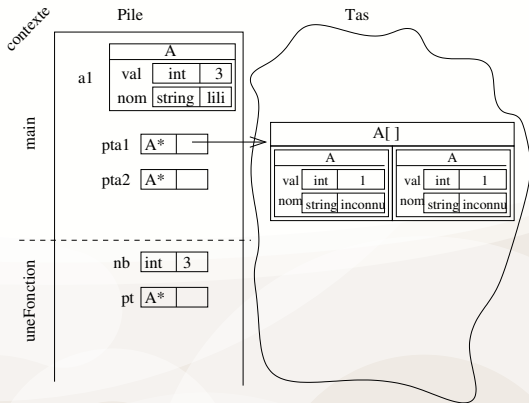 contexte
Pile
Tas
main
a1
A
val int 3
nom string lili
pta1 A*
pta2 A*
A[ ]
A
val int 1
nom string inconnu
A
val int 1
nom string inconnu
uneFonction
nb int 3
pt A*